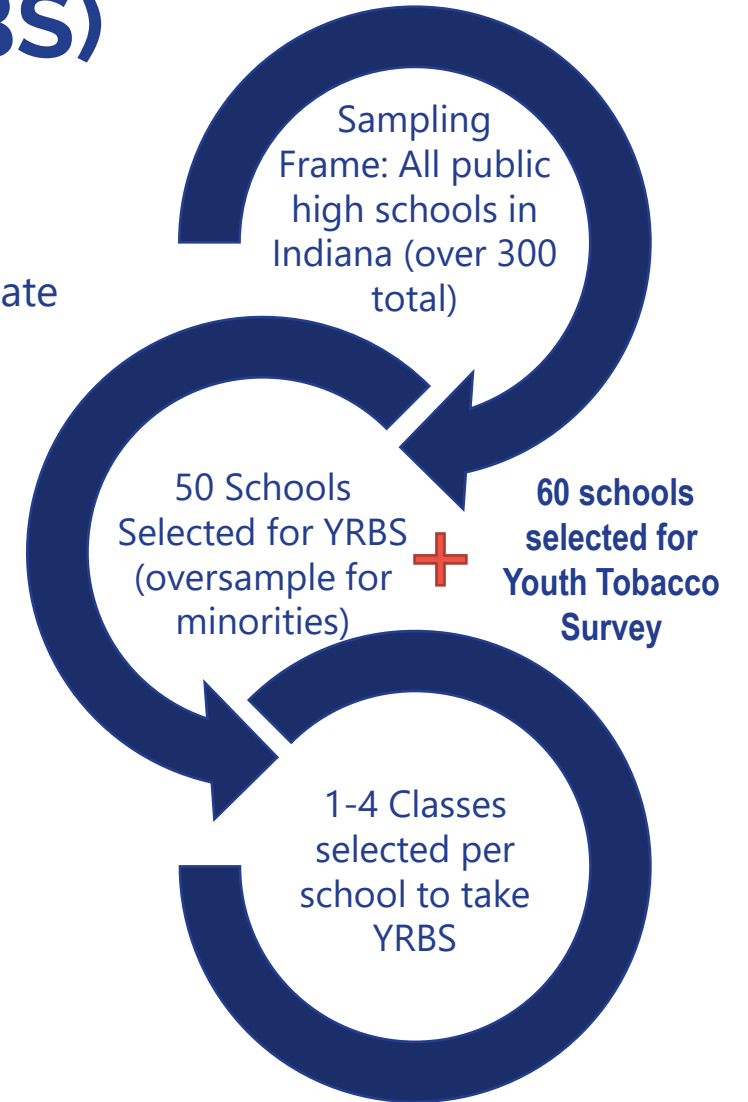 BS)
Sampling
Frame: All public
high schools in
Indiana (over 300
total)
ate
50 Schools
Selected for YRBS
(oversample for
minorities)
+
60 schools
selected for
Youth Tobacco
Survey
1-4 Classes
selected per
school to take
YRBS